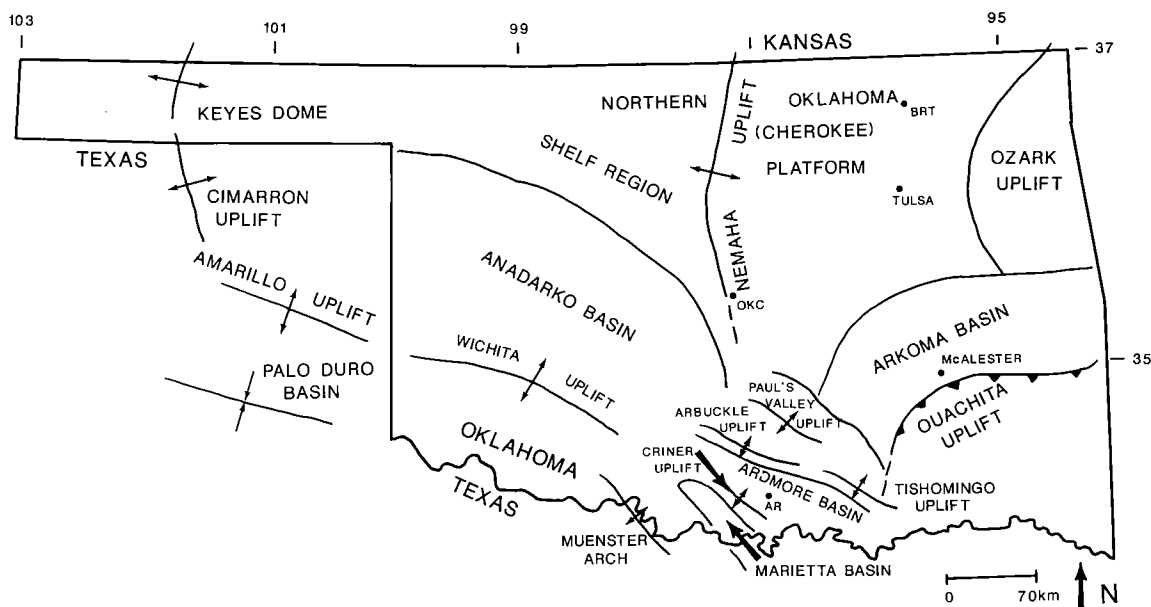 103
101
99
95
KANSAS
37
KEYES DOME
NORTHERN
UPLIFT
OKLAHOMA
BRT
(CHEROKEE)
PLATFORM
TEXAS
SHELF REGION
OZARK
UPLIFT
CIMARRON
UPLIFT
TULSA
AMARILLO UPLIFT
ANADARKO BASIN
NEMAHA
OKC
ARKOMA BASIN
McALESTER
35
PALO DURO
BASIN
WICHITA
UPLIFT
PAUL'S
VALLEY
UPLIFT
ARBUCKLE
UPLIFT
OUACHITA
UPLIFT
OKLAHOMA
TEXAS
CRINER
UPLIFT
ARDMORE BASIN
AR
TISHOMINGO
UPLIFT
MUENSTER
ARCH
MARIETTA BASIN
0 70km
N